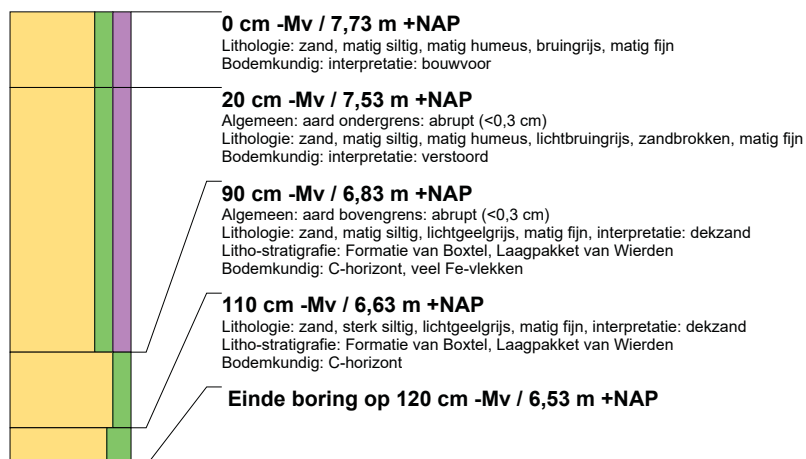 0 cm -Mv / 7,73 m +NAP
Lithologie: zand, matig siltig, matig humeus, bruingrijs, matig fijn
Bodemkundig: interpretatie: bouwvoor
20 cm -Mv / 7,53 m +NAP
Algemeen: aard ondergrens: abrupt (<0,3 cm)
Lithologie: zand, matig siltig, matig humeus, lichtbruingrijs, zandbrokken, matig fijn
Bodemkundig: interpretatie: verstoord
90 cm -Mv / 6,83 m +NAP
Algemeen: aard bovengrens: abrupt (<0,3 cm)
Lithologie: zand, matig siltig, lichtgeelgrijs, matig fijn, interpretatie: dekzand
Litho-stratigrafie: Formatie van Boxtel, Laagpakket van Wierden
Bodemkundig: C-horizont, veel Fe-vlekken
110 cm -Mv / 6,63 m +NAP
Lithologie: zand, sterk siltig, lichtgeelgrijs, matig fijn, interpretatie: dekzand
Litho-stratigrafie: Formatie van Boxtel, Laagpakket van Wierden
Bodemkundig: C-horizont
Einde boring op 120 cm -Mv / 6,53 m +NAP